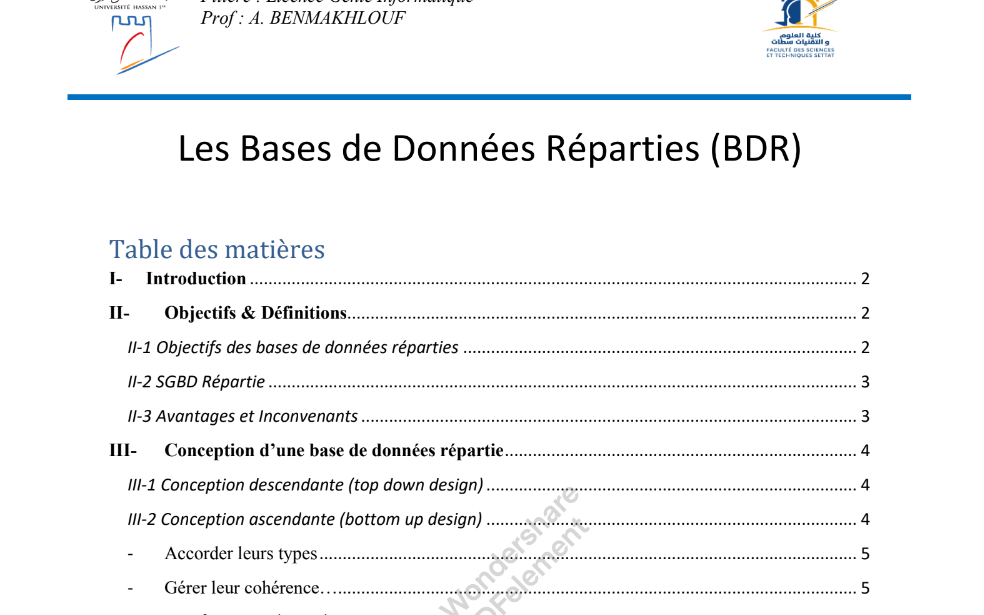 UNIVERSITÉ HASSAN 1er
Filière : Licence Génie Informatique
Prof : A. BENMAKHLOUF
كلية العلوم
و التقنيات سطات
FACULTÉ DES SCIENCES
ET TECHNIQUES SETTAT
Les Bases de Données Réparties (BDR)
Table des matières
I- Introduction 2
II- Objectifs & Définitions 2
II-1 Objectifs des bases de données réparties 2
II-2 SGBD Répartie 3
II-3 Avantages et Inconvenants 3
III- Conception d’une base de données répartie 4
III-1 Conception descendante (top down design) 4
III-2 Conception ascendante (bottom up design) 4
- Accorder leurs types 5
- Gérer leur cohérence 5
Wondershare
PDFelement